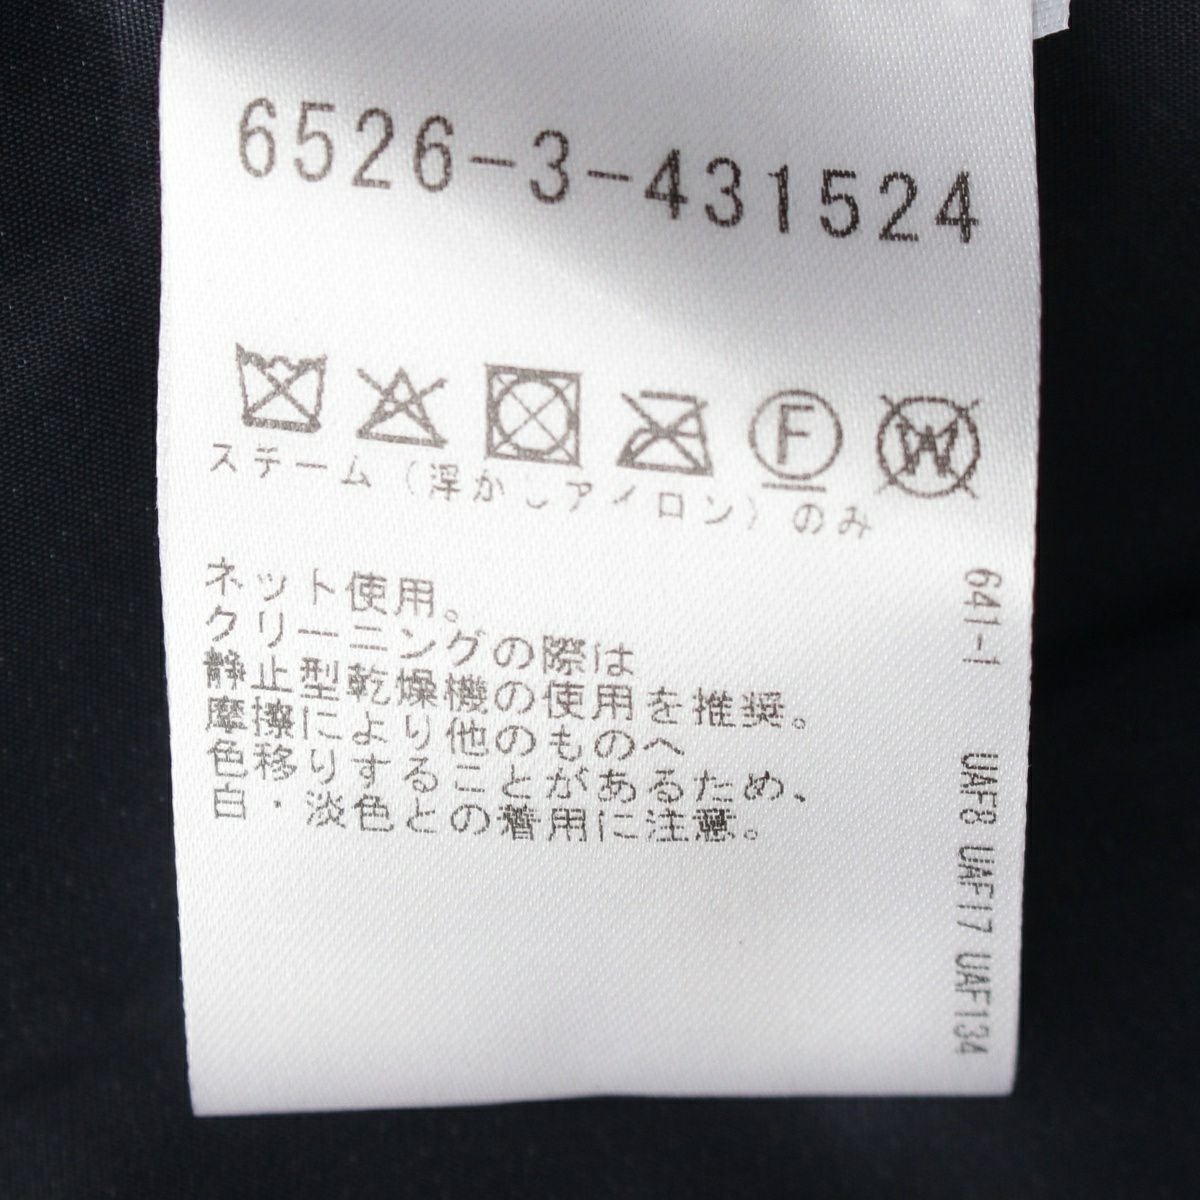 6526-3-431524
F W
ステーム（浮かしアイロン）のみ
ネット使用。
クリーニングの際は
静止型乾燥機の使用を推奨。
摩擦により他のものへ
色移りすることがあるため、
白・淡色との着用に注意。
641-1 UAF8 UAF17 UAF134